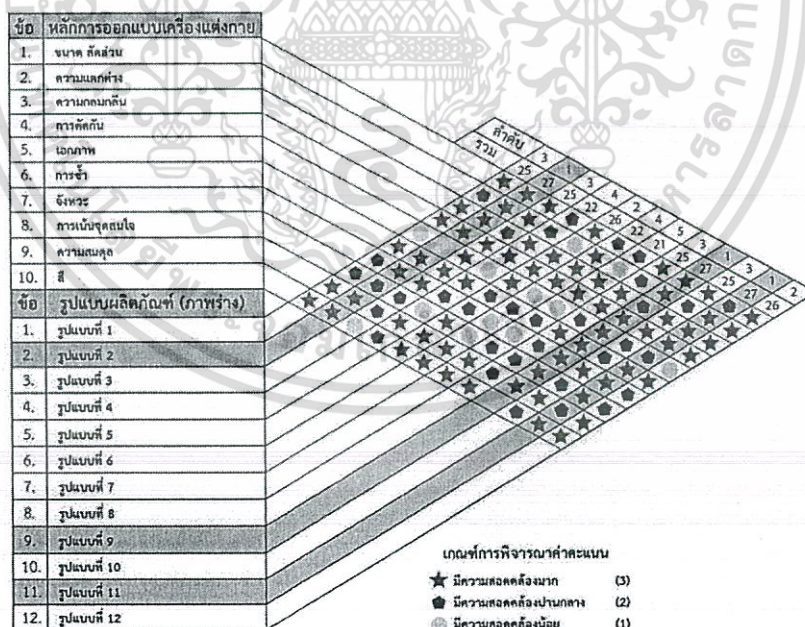 ข้อ หลักการออกแบบเครื่องแต่งกาย
1. ขนาด สัดส่วน
2. ความแตกต่าง
3. ความกลมกลืน
4. การตัดกัน
5. เอกภาพ
6. การซ้ำ
7. จังหวะ
8. การเน้นจุดสนใจ
9. ความสมดุล
10. สี
ข้อ รูปแบบผลิตภัณฑ์ (ภาพร่าง)
1. รูปแบบที่ 1
2. รูปแบบที่ 2
3. รูปแบบที่ 3
4. รูปแบบที่ 4
5. รูปแบบที่ 5
6. รูปแบบที่ 6
7. รูปแบบที่ 7
8. รูปแบบที่ 8
9. รูปแบบที่ 9
10. รูปแบบที่ 10
11. รูปแบบที่ 11
12. รูปแบบที่ 12
ลำดับ 3 1 3 4 2 4 5 3 1 3 1 2
รวม 25 27 25 22 26 22 21 25 27 25 27 26
เกณฑ์การพิจารณาค่าคะแนน
มีความสอดคล้องมาก (3)
มีความสอดคล้องปานกลาง (2)
มีความสอดคล้องน้อย (1)